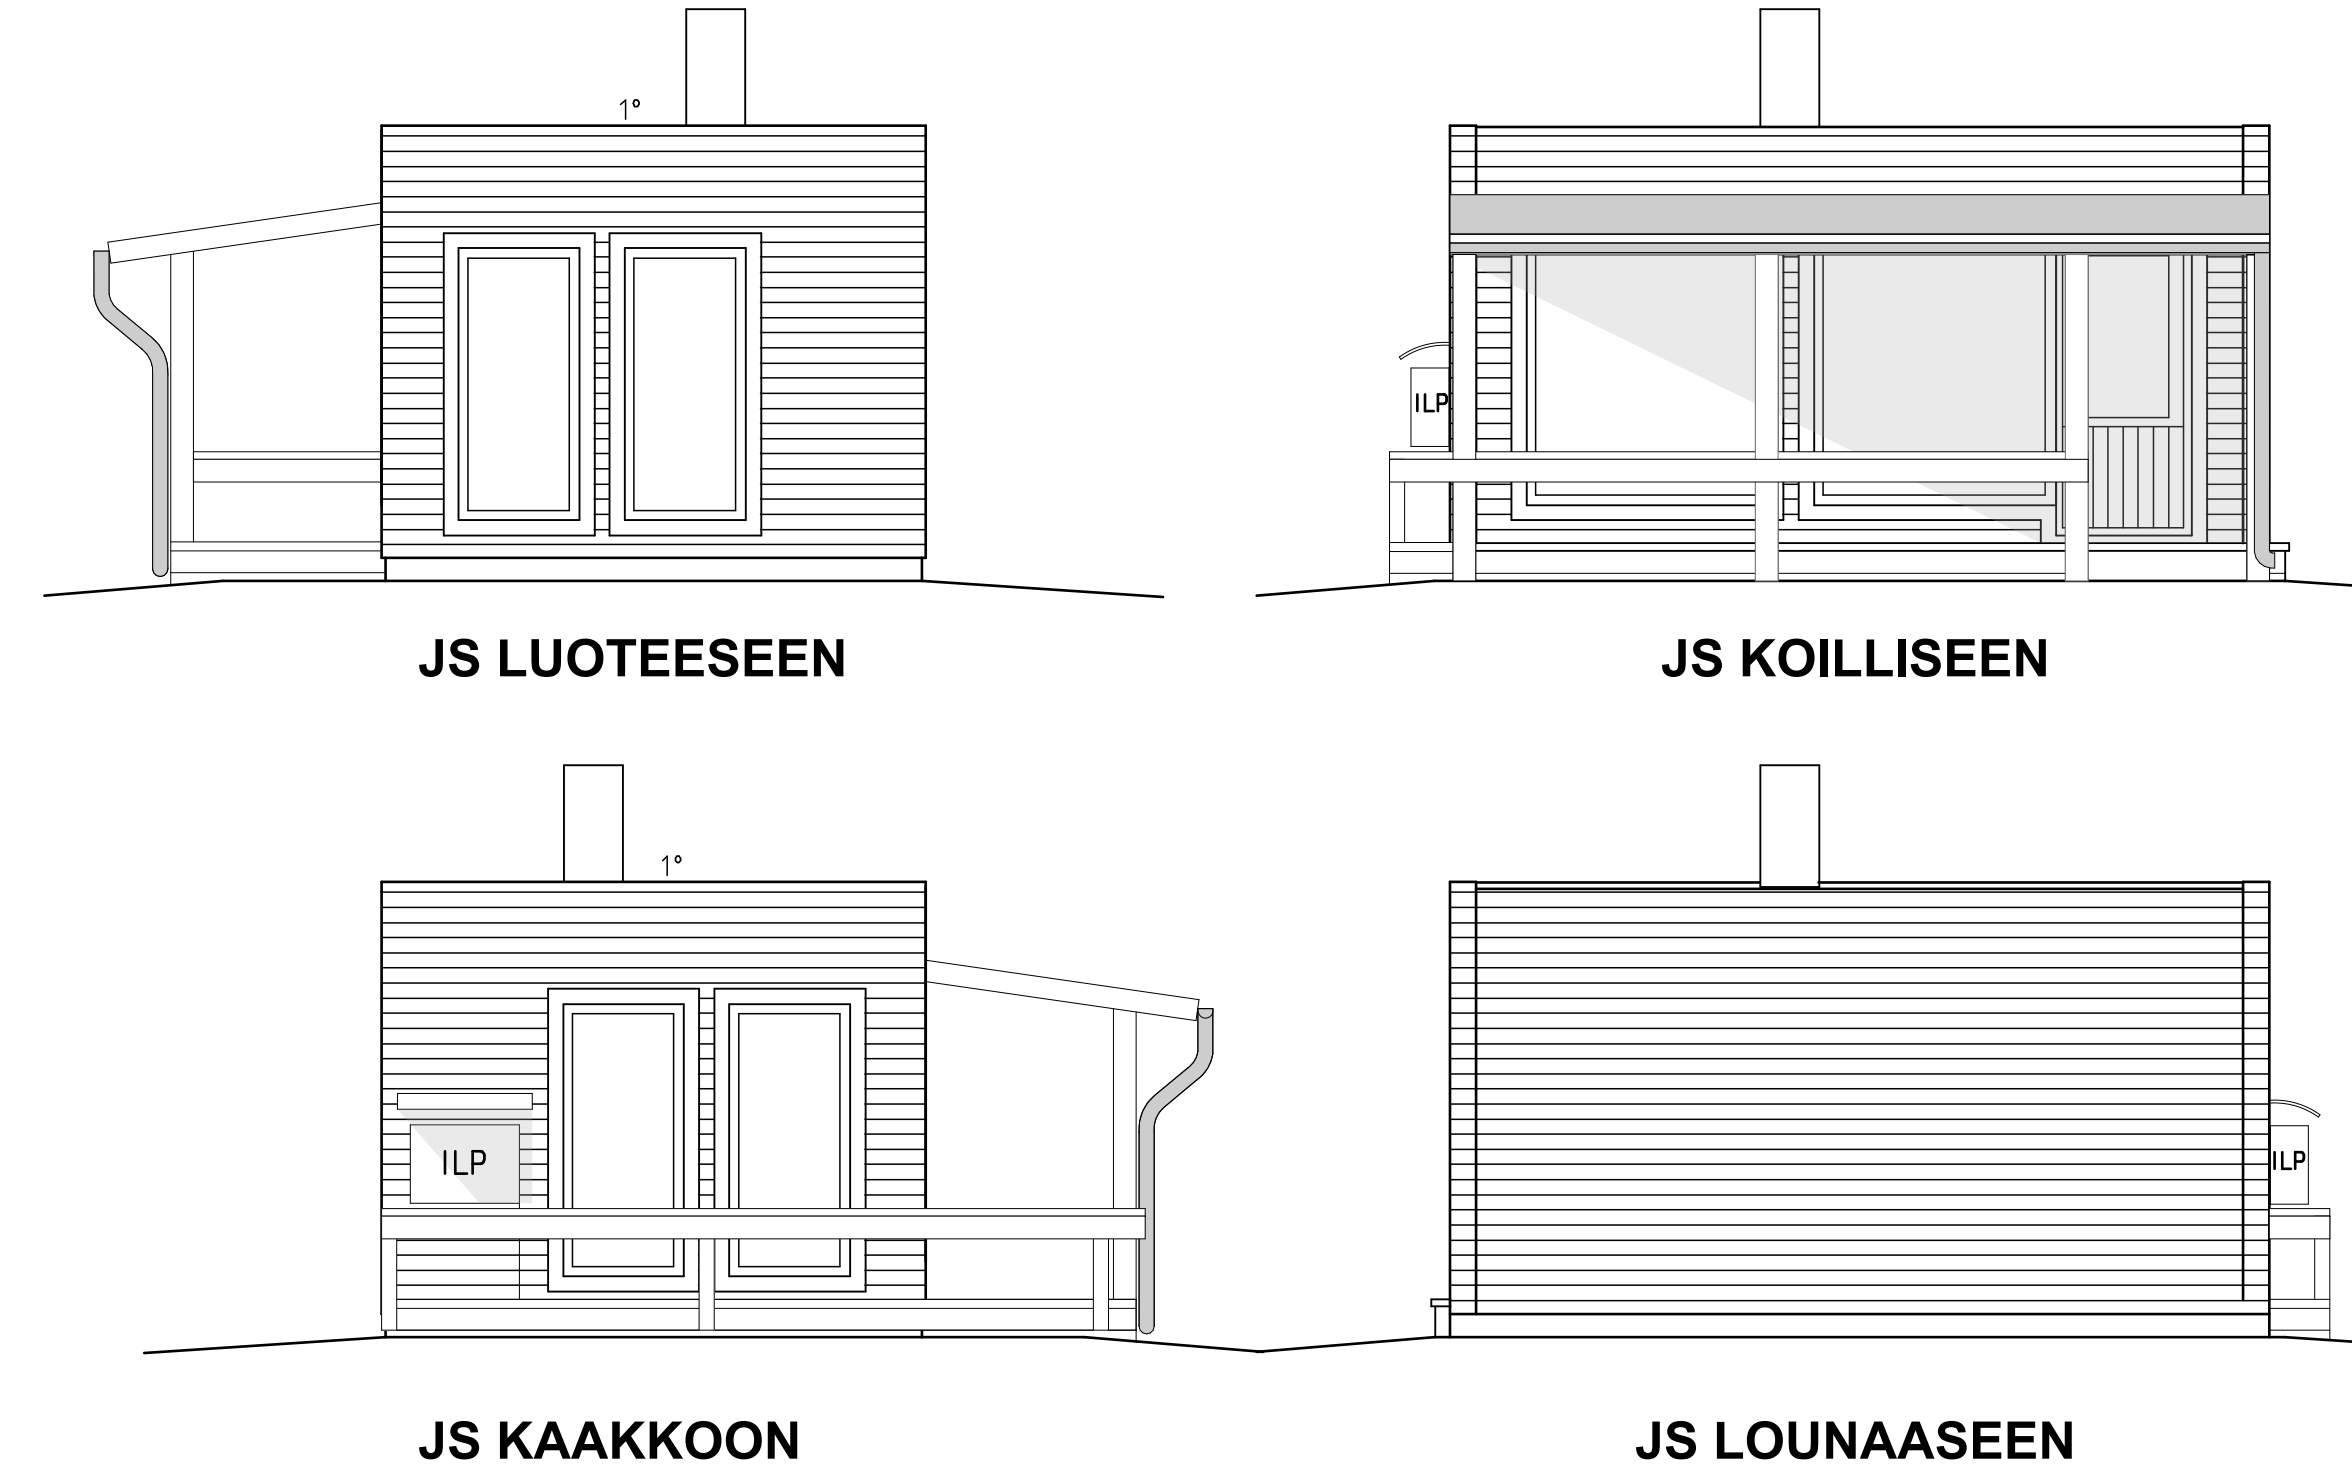 1°
ILP
JS LUOTEESEEN
JS KOILLISEEN
1°
ILP
ILP
JS KAAKKOON
JS LOUNAASEEN